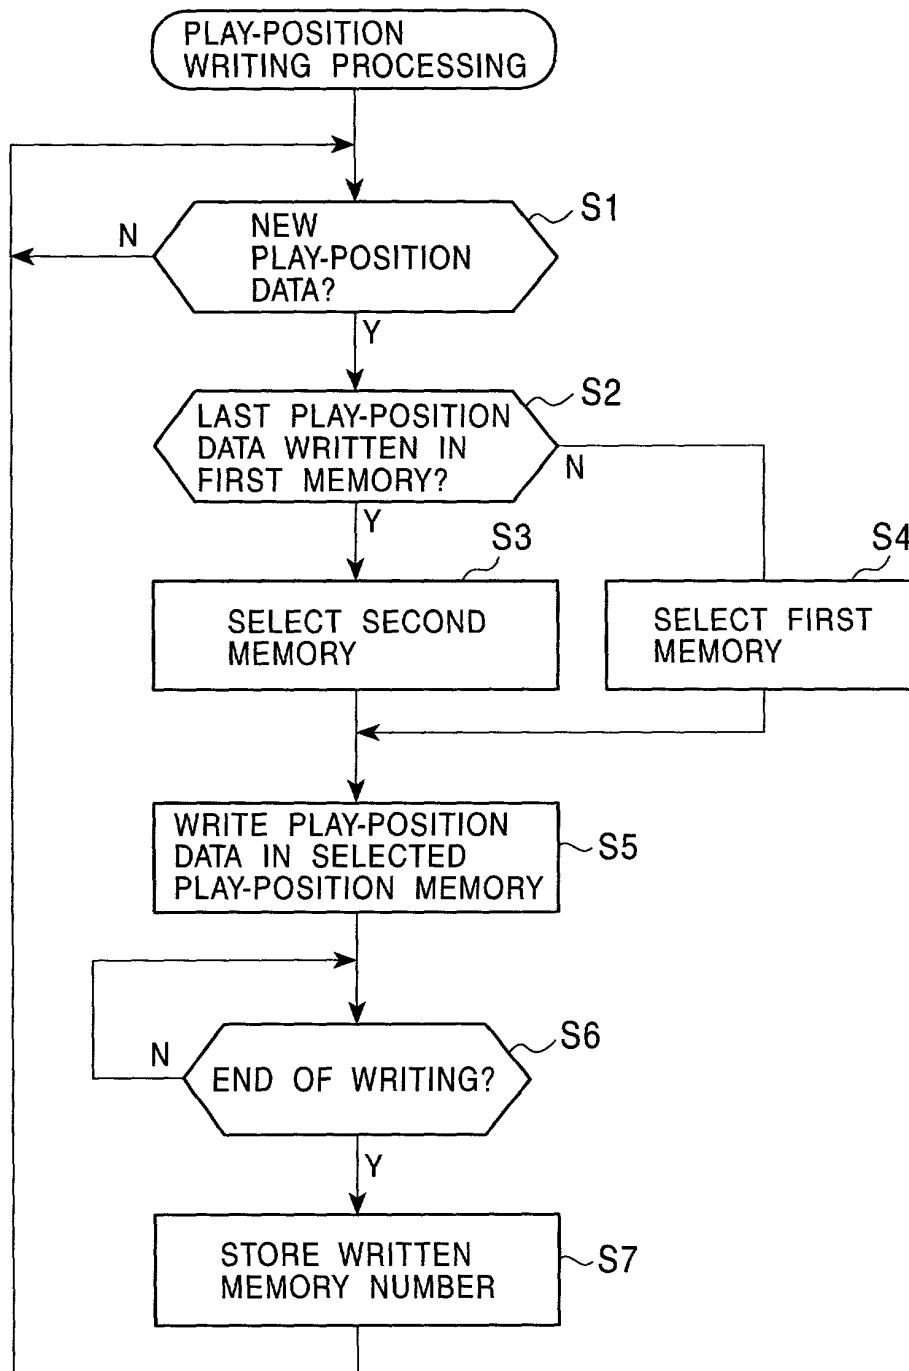 PLAY-POSITION
WRITING PROCESSING
S1
N
NEW
PLAY-POSITION
DATA?
Y
S2
LAST PLAY-POSITION
DATA WRITTEN IN
FIRST MEMORY?
N
Y
S3
S4
SELECT SECOND
MEMORY
SELECT FIRST
MEMORY
WRITE PLAY-POSITION
DATA IN SELECTED
PLAY-POSITION MEMORY
S5
S6
N
END OF WRITING?
Y
STORE WRITTEN
MEMORY NUMBER
S7